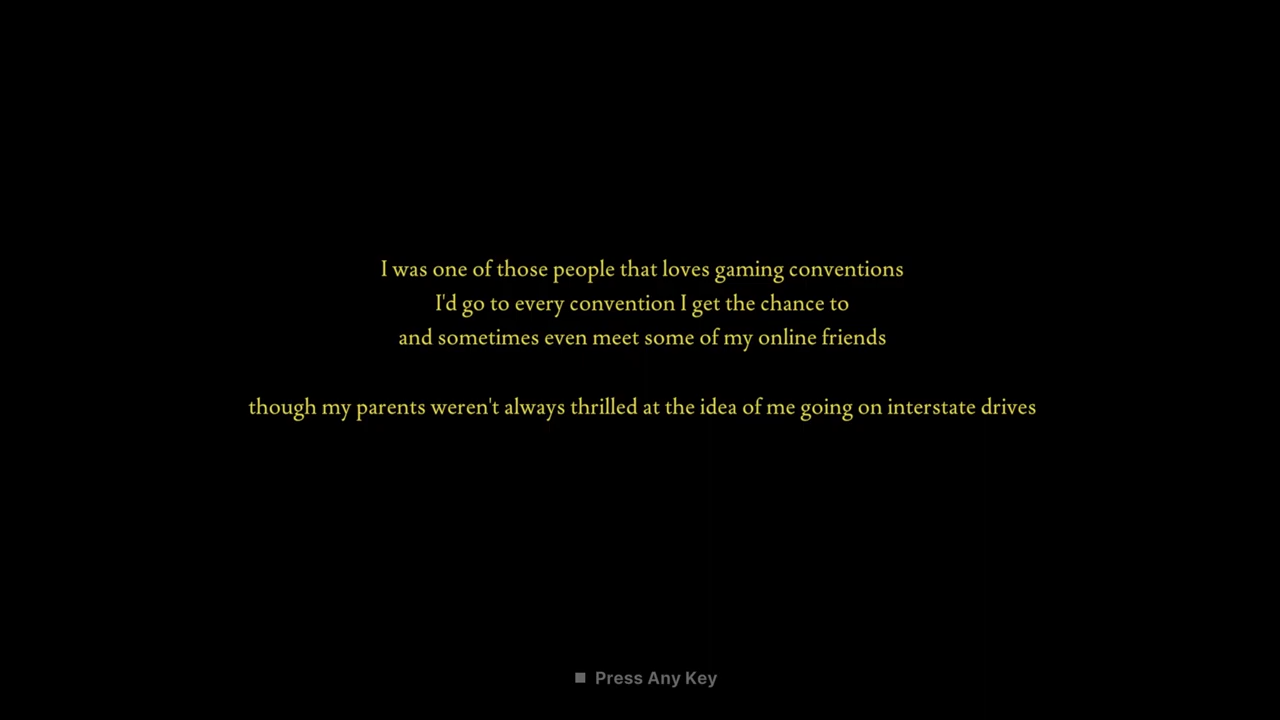 I was one of those people that loves gaming conventions
I'd go to every convention I get the chance to
and sometimes even meet some of my online friends
though my parents weren't always thrilled at the idea of me going on interstate drives
Press Any Key